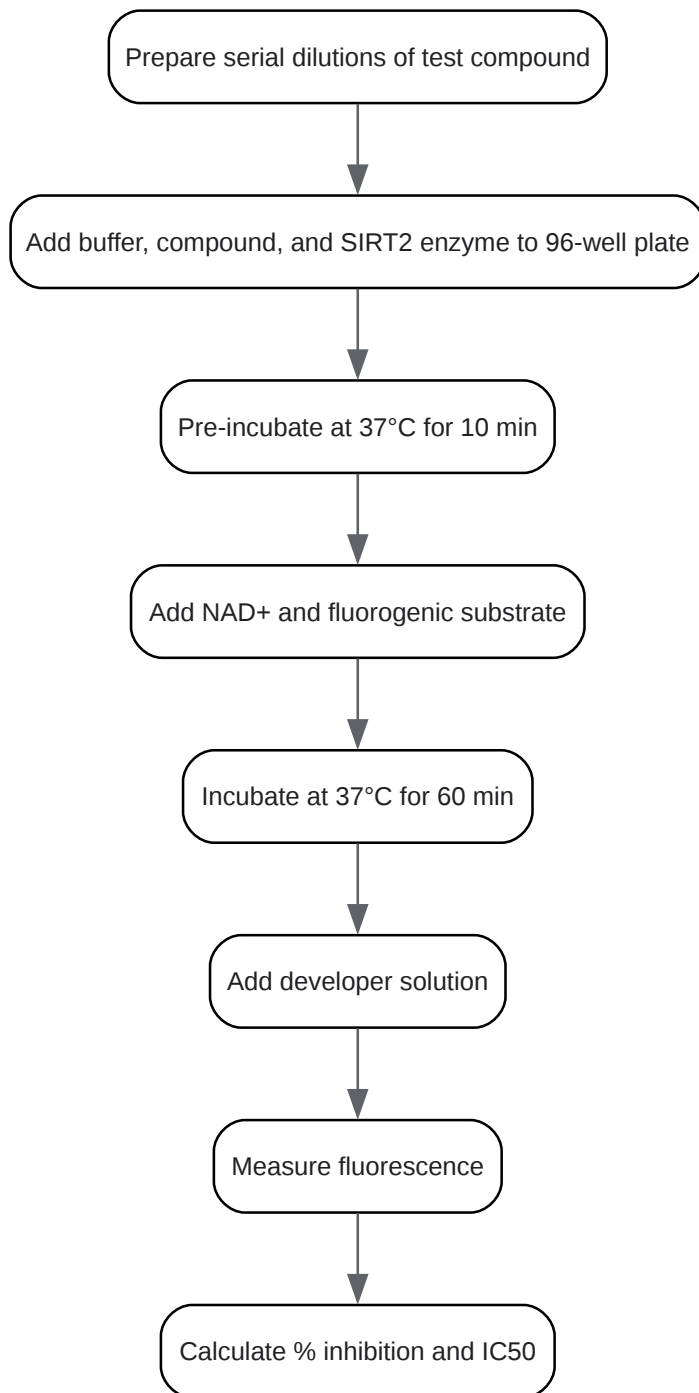 Prepare serial dilutions of test compound
Add buffer, compound, and SIRT2 enzyme to 96-well plate
Pre-incubate at 37°C for 10 min
Add NAD+ and fluorogenic substrate
Incubate at 37°C for 60 min
Add developer solution
Measure fluorescence
Calculate % inhibition and IC50